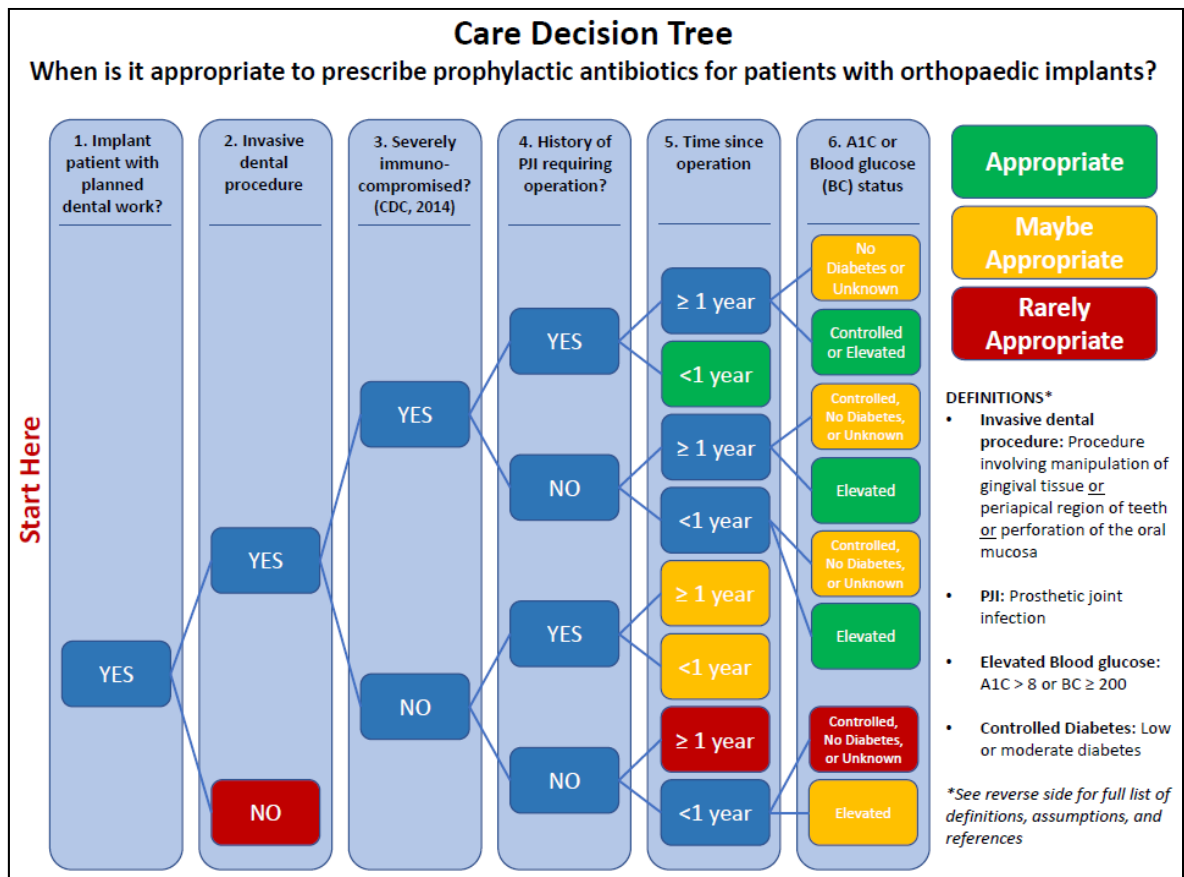 Care Decision Tree
When is it appropriate to prescribe prophylactic antibiotics for patients with orthopaedic implants?
Start Here
1. Implant
patient with
planned
dental work?
YES
2. Invasive
dental
procedure
YES
NO
3. Severely
immuno-
compromised?
(CDC, 2014)
YES
NO
4. History of
PJI requiring
operation?
YES
NO
YES
NO
5. Time since
operation
≥ 1 year
<1 year
≥ 1 year
<1 year
≥ 1 year
<1 year
≥ 1 year
<1 year
6. A1C or
Blood glucose
(BC) status
No
Diabetes or
Unknown
Controlled
or Elevated
Controlled,
No Diabetes,
or Unknown
Elevated
Controlled,
No Diabetes,
or Unknown
Elevated
Controlled,
No Diabetes,
or Unknown
Elevated
Appropriate
Maybe
Appropriate
Rarely
Appropriate
DEFINITIONS*
• Invasive dental
procedure: Procedure
involving manipulation of
gingival tissue or
periapical region of teeth
or perforation of the oral
mucosa
• PJI: Prosthetic joint
infection
• Elevated Blood glucose:
A1C > 8 or BC ≥ 200
• Controlled Diabetes: Low
or moderate diabetes
*See reverse side for full list of
definitions, assumptions, and
references